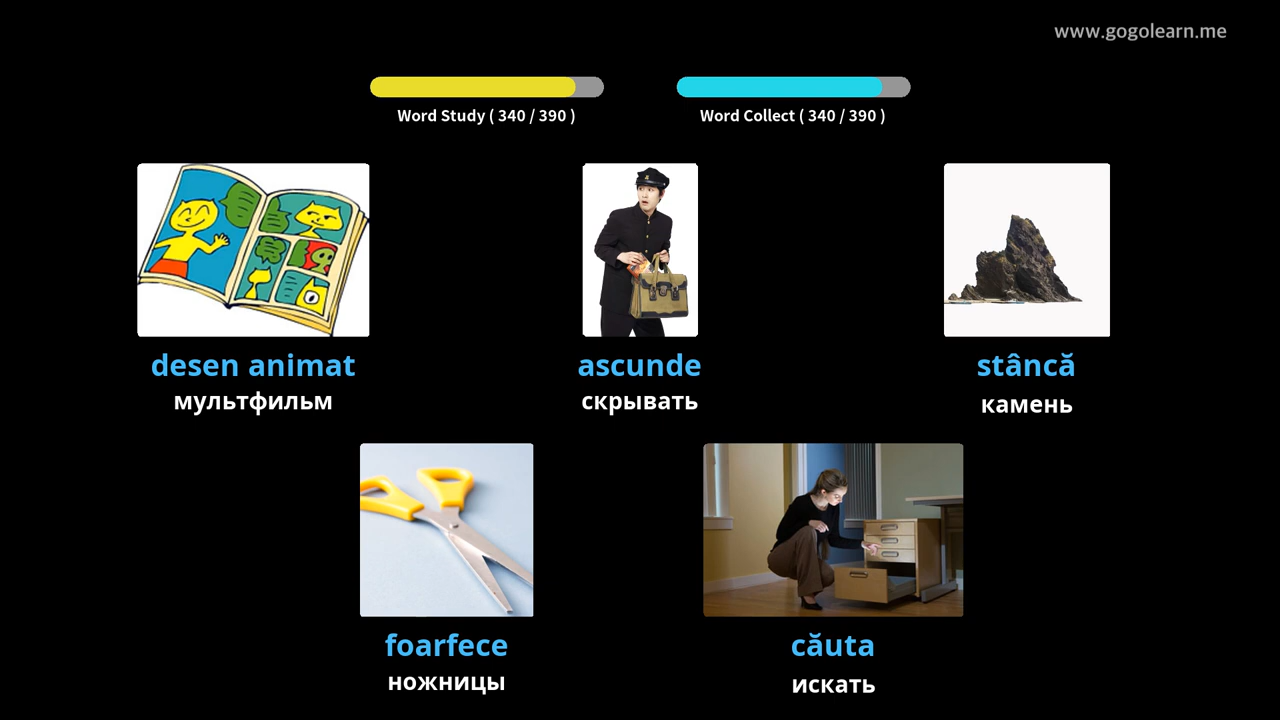 www.gogolearn.me
Word Study ( 340 / 390 )
Word Collect ( 340 / 390 )
desen animat
мультфильм
ascunde
скрывать
stâncă
камень
foarfece
ножницы
căuta
искать